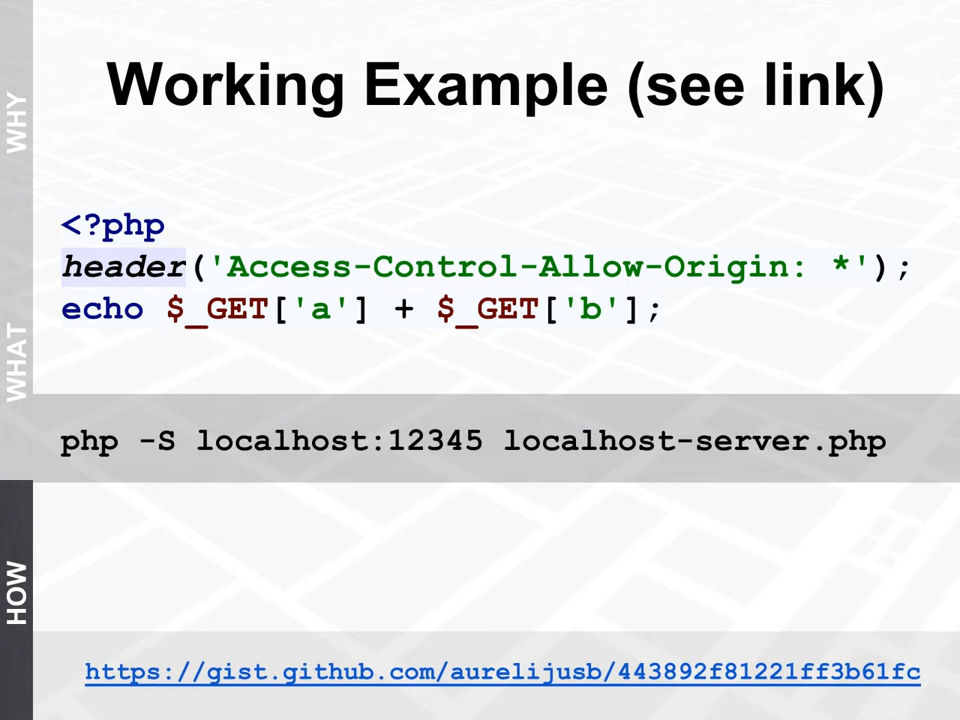 Working Example (see link)
WHY
<?php
header('Access-Control-Allow-Origin: *');
echo $_GET['a'] + $_GET['b'];
WHAT
php -S localhost:12345 localhost-server.php
HOW
https://gist.github.com/aurelijusb/443892f81221ff3b61fc